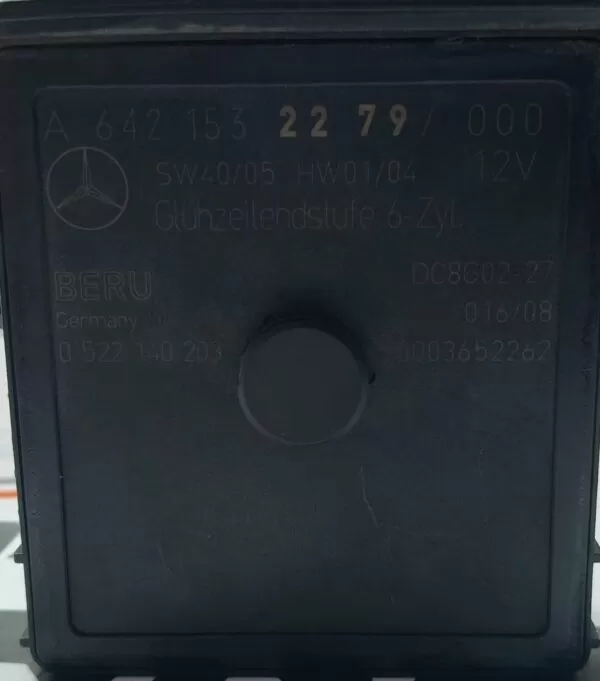 A 642 153 22 79 / 000
SW40/05 HW01/04 12V
Glühzeitendstufe 6-Zyl.
BERU DC8G02-27
Germany 016/08
0 522 140 203 0003652262